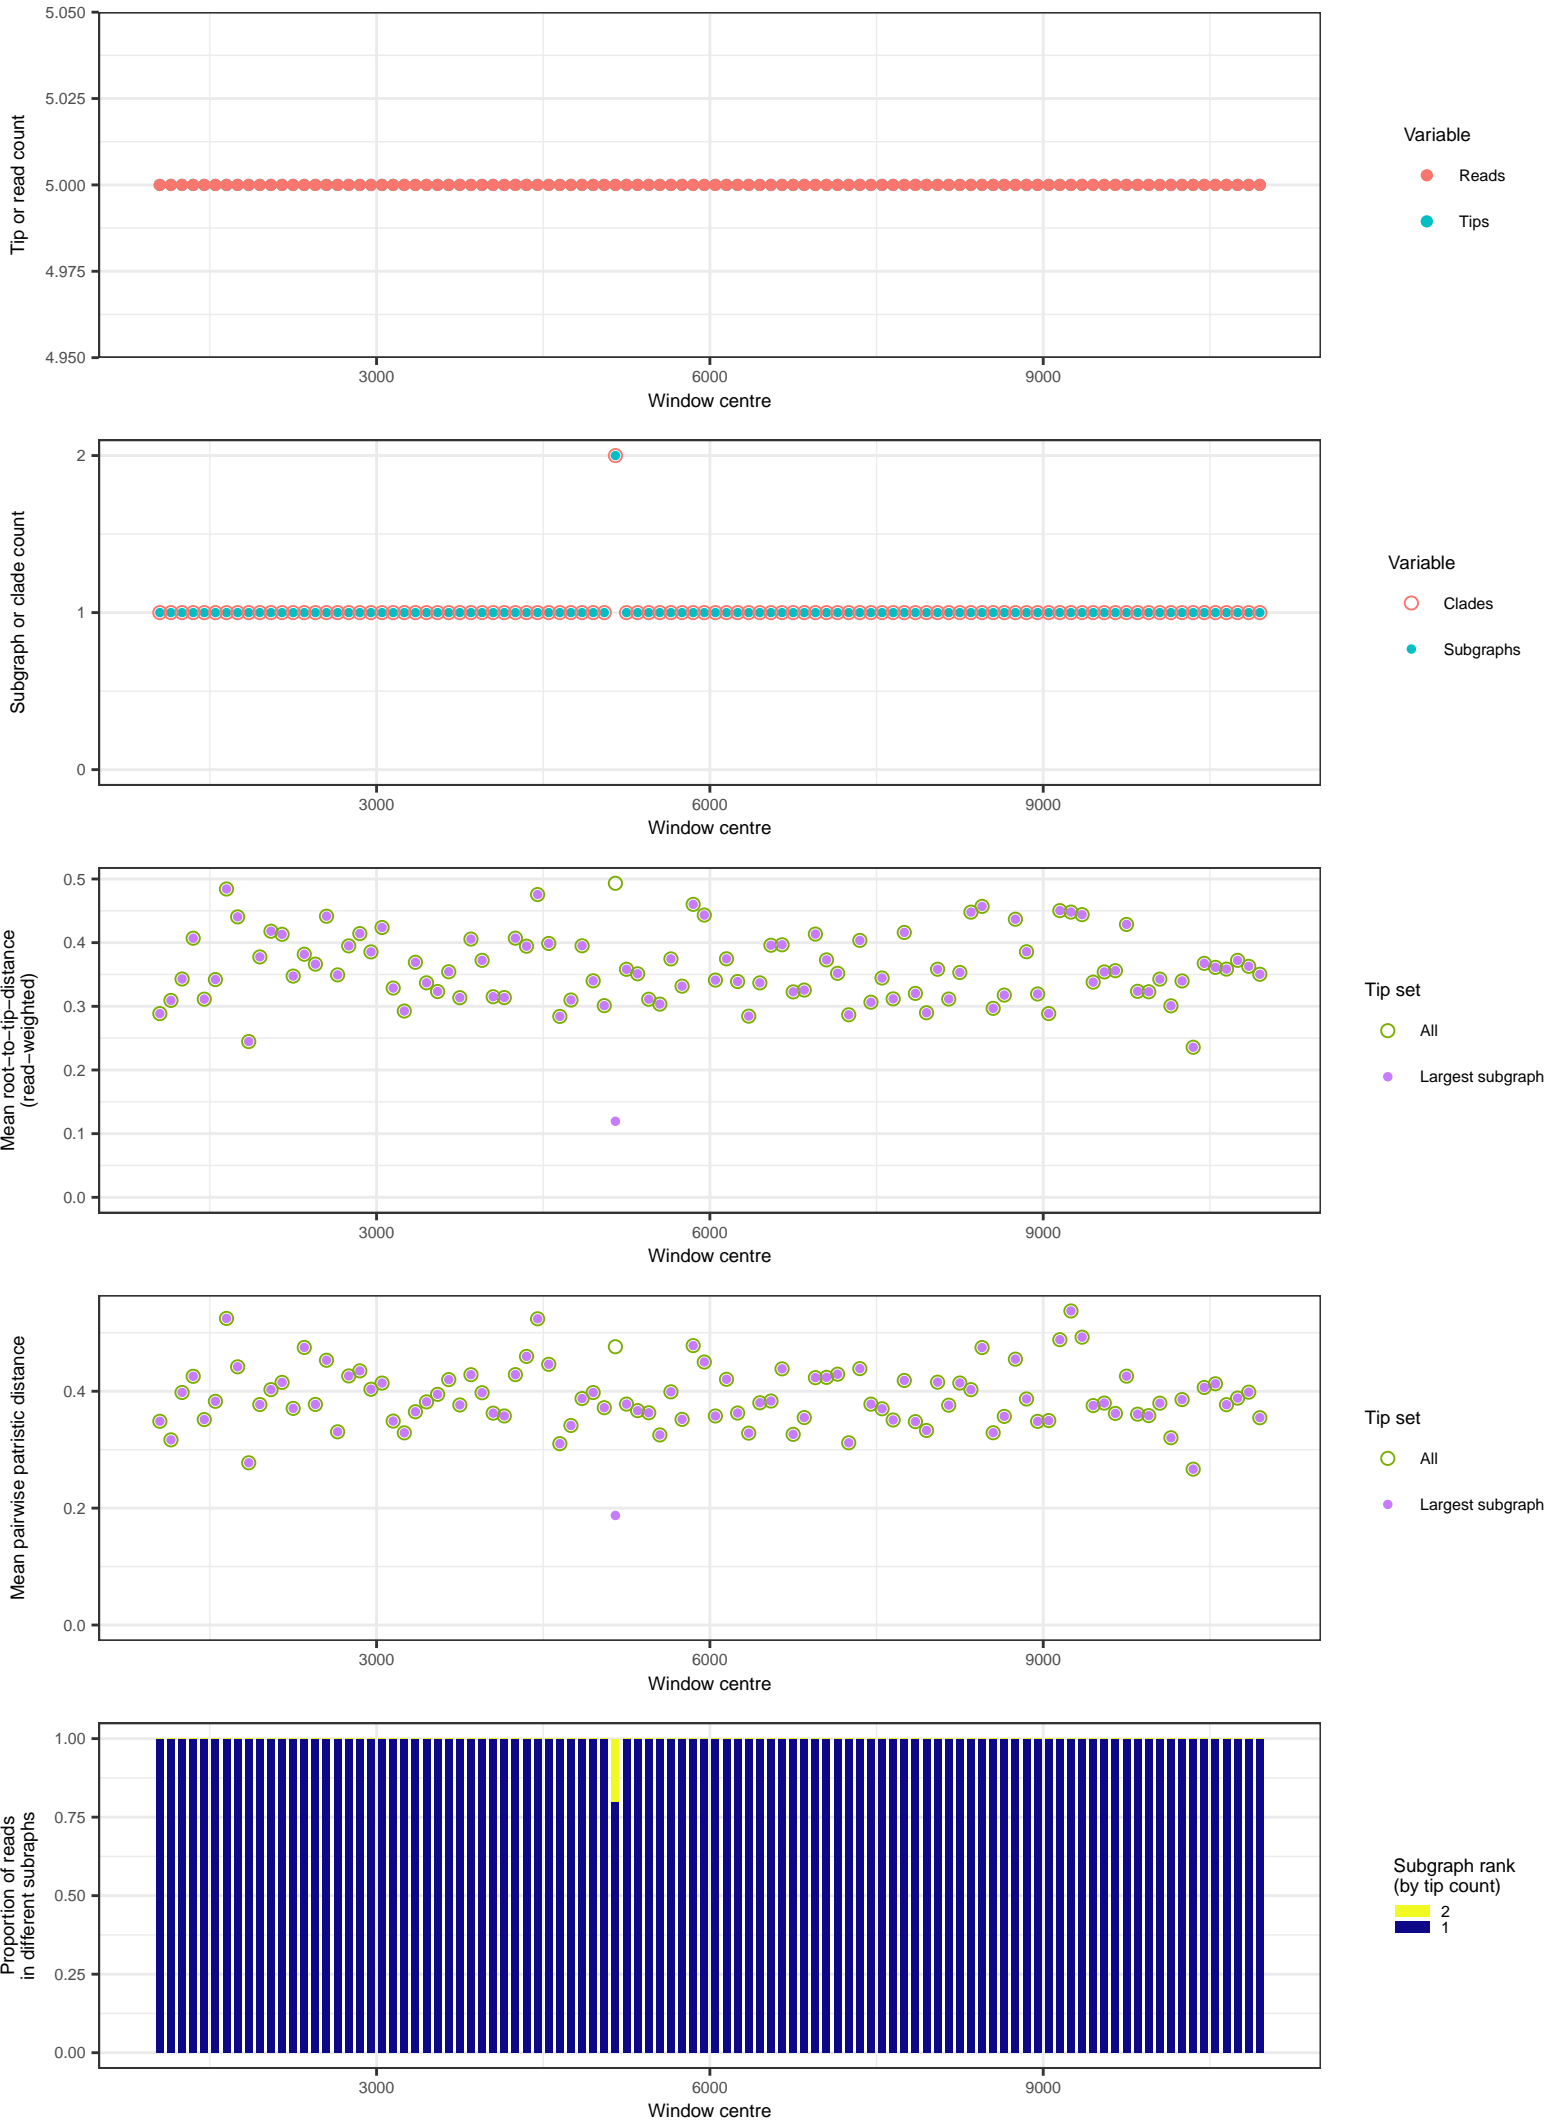 5.050
5.025
5.000
4.975
4.950
Tip or read count
3000
6000
9000
Window centre
Variable
Reads
Tips
2
1
0
Subgraph or clade count
3000
6000
9000
Window centre
Variable
Clades
Subgraphs
0.5
0.4
0.3
0.2
0.1
0.0
Mean root−to−tip−distance
(read−weighted)
3000
6000
9000
Window centre
Tip set
All
Largest subgraph
0.4
0.2
0.0
Mean pairwise patristic distance
3000
6000
9000
Window centre
Tip set
All
Largest subgraph
1.00
0.75
0.50
0.25
0.00
Proportion of reads
in different subraphs
3000
6000
9000
Window centre
Subgraph rank
(by tip count)
2
1